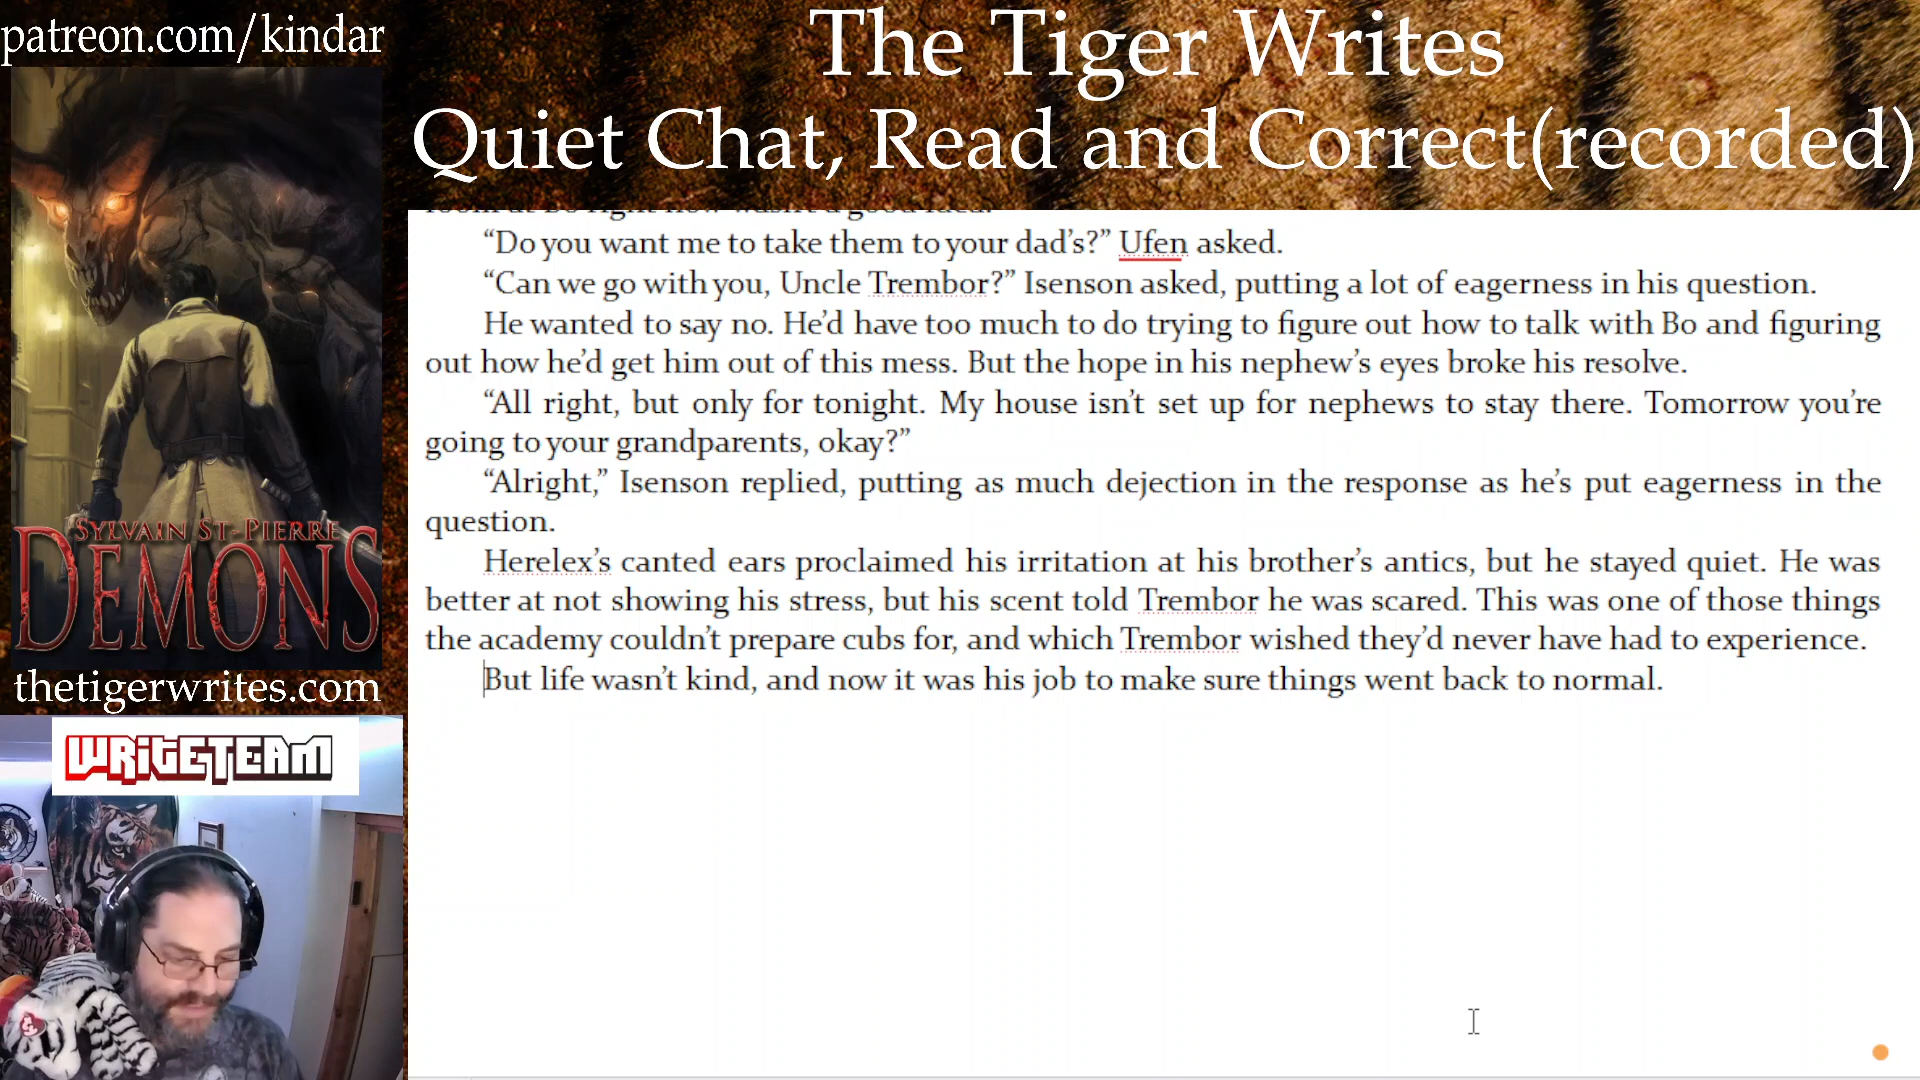 patreon.com/kindar
The Tiger Writes
Quiet Chat, Read and Correct(recorded)
“Do you want me to take them to your dad’s?” Ufen asked.
“Can we go with you, Uncle Trembor?” Isenson asked, putting a lot of eagerness in his question.
He wanted to say no. He’d have too much to do trying to figure out how to talk with Bo and figuring
out how he’d get him out of this mess. But the hope in his nephew’s eyes broke his resolve.
“All right, but only for tonight. My house isn’t set up for nephews to stay there. Tomorrow you’re
going to your grandparents, okay?”
“Alright,” Isenson replied, putting as much dejection in the response as he’s put eagerness in the
question.
Herelex’s canted ears proclaimed his irritation at his brother’s antics, but he stayed quiet. He was
better at not showing his stress, but his scent told Trembor he was scared. This was one of those things
the academy couldn’t prepare cubs for, and which Trembor wished they’d never have had to experience.
But life wasn’t kind, and now it was his job to make sure things went back to normal.
SYLVAIN ST-PIERRE
DEMONS
thetigerwrites.com
WRITETEAM